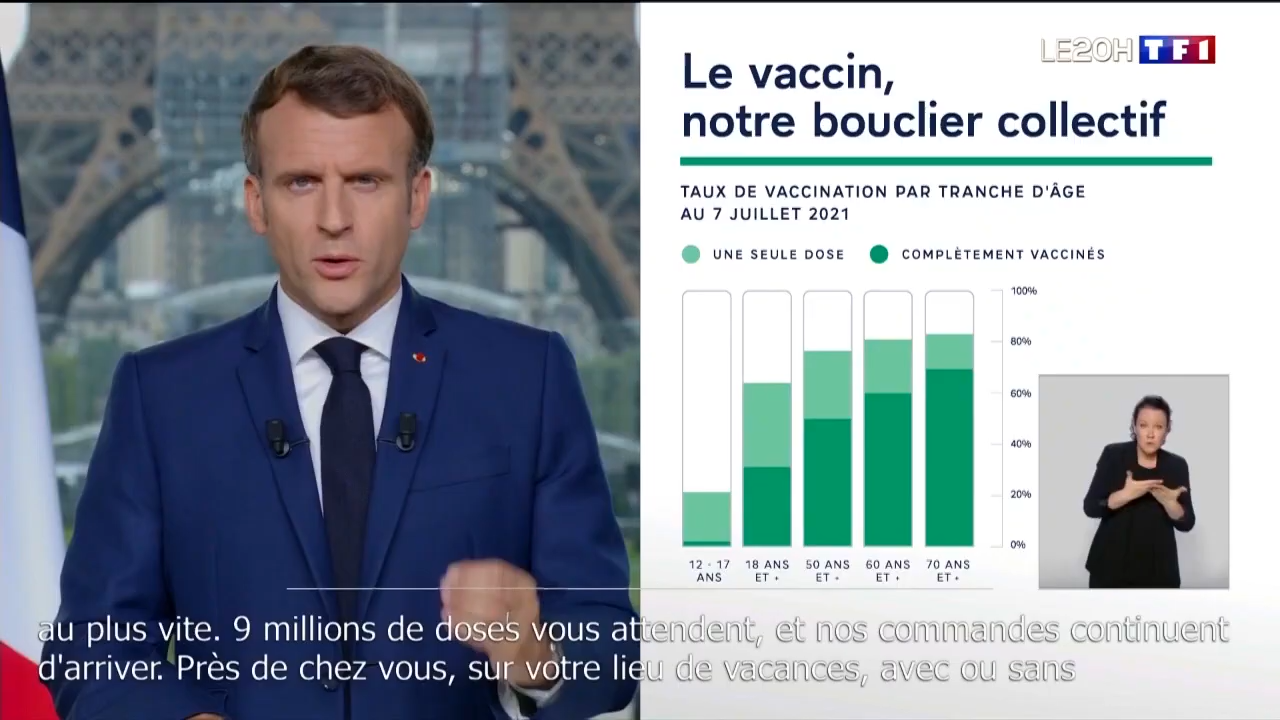 LE20H TF1
Le vaccin,
notre bouclier collectif
TAUX DE VACCINATION PAR TRANCHE D'ÂGE
AU 7 JUILLET 2021
UNE SEULE DOSE COMPLÈTEMENT VACCINÉS
100%
80%
60%
40%
20%
0%
12 - 17 18 ANS 50 ANS 60 ANS 70 ANS
ANS ET + ET + ET + ET +
au plus vite. 9 millions de doses vous attendent, et nos commandes continuent
d'arriver. Près de chez vous, sur votre lieu de vacances, avec ou sans